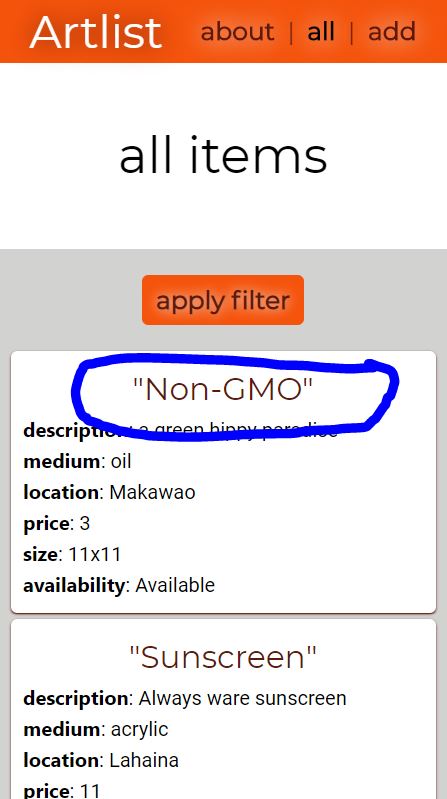 Artlist about | all | add
all items
apply filter
"Non-GMO"
description: a green hippy paradise
medium: oil
location: Makawao
price: 3
size: 11x11
availability: Available
"Sunscreen"
description: Always ware sunscreen
medium: acrylic
location: Lahaina
price: 11